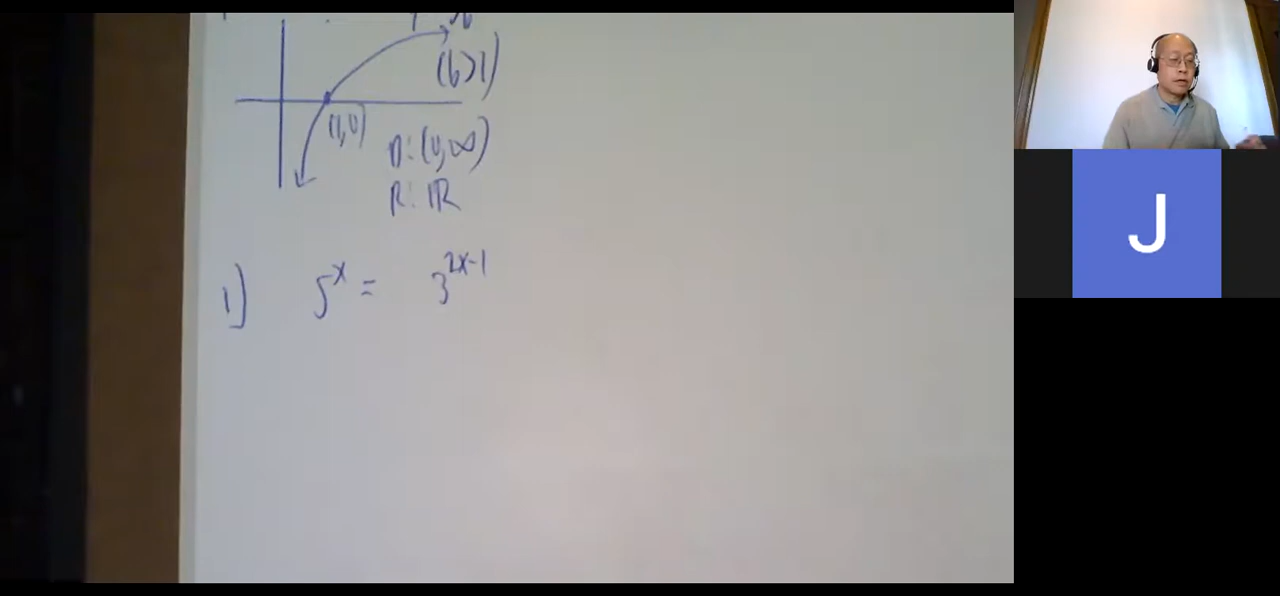 (b>1)
(1,0)
D: (0,∞)
R: ℝ
1) 5^x = 3^{2x-1}
J